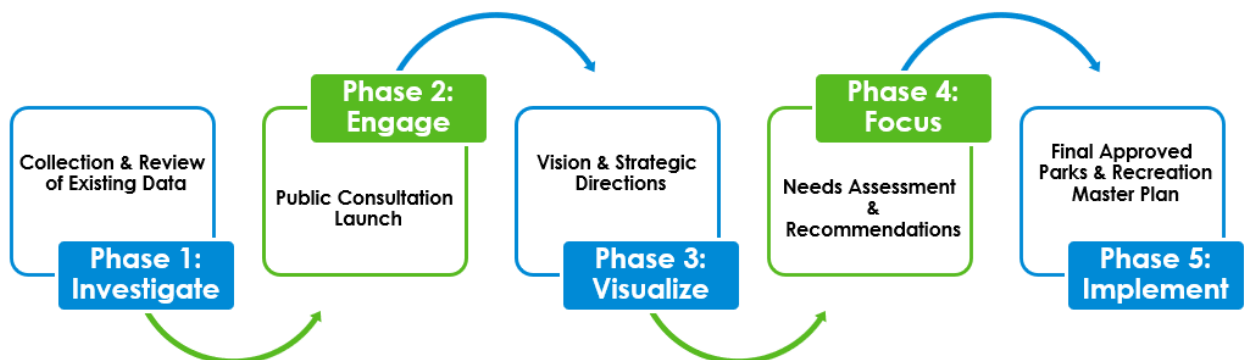 Collection & Review
of Existing Data
Phase 1:
Investigate
Phase 2:
Engage
Public Consultation
Launch
Vision & Strategic
Directions
Phase 3:
Visualize
Phase 4:
Focus
Needs Assessment
&
Recommendations
Final Approved
Parks & Recreation
Master Plan
Phase 5:
Implement